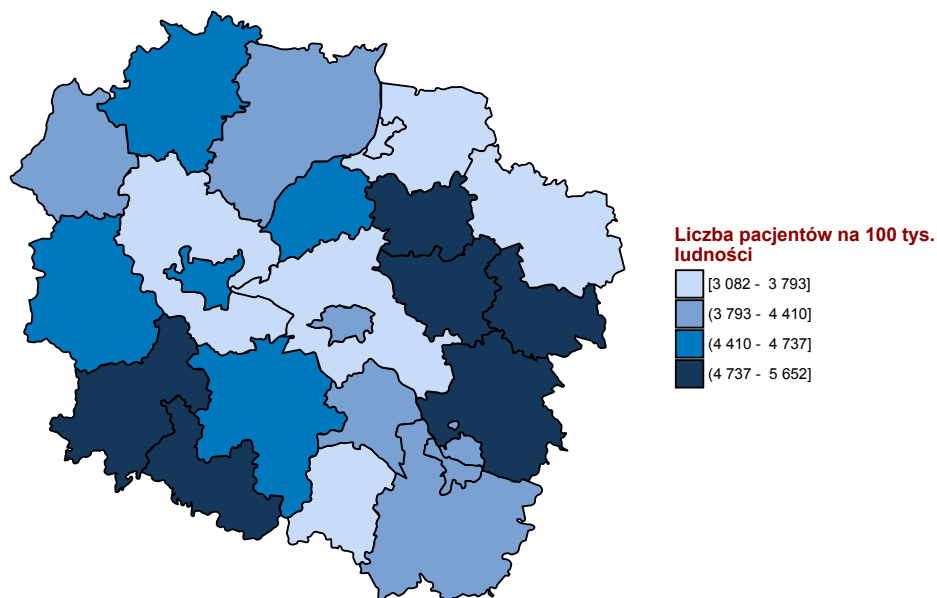 Liczba pacjentów na 100 tys.
ludności
[3 082 - 3 793]
(3 793 - 4 410]
(4 410 - 4 737]
(4 737 - 5 652]